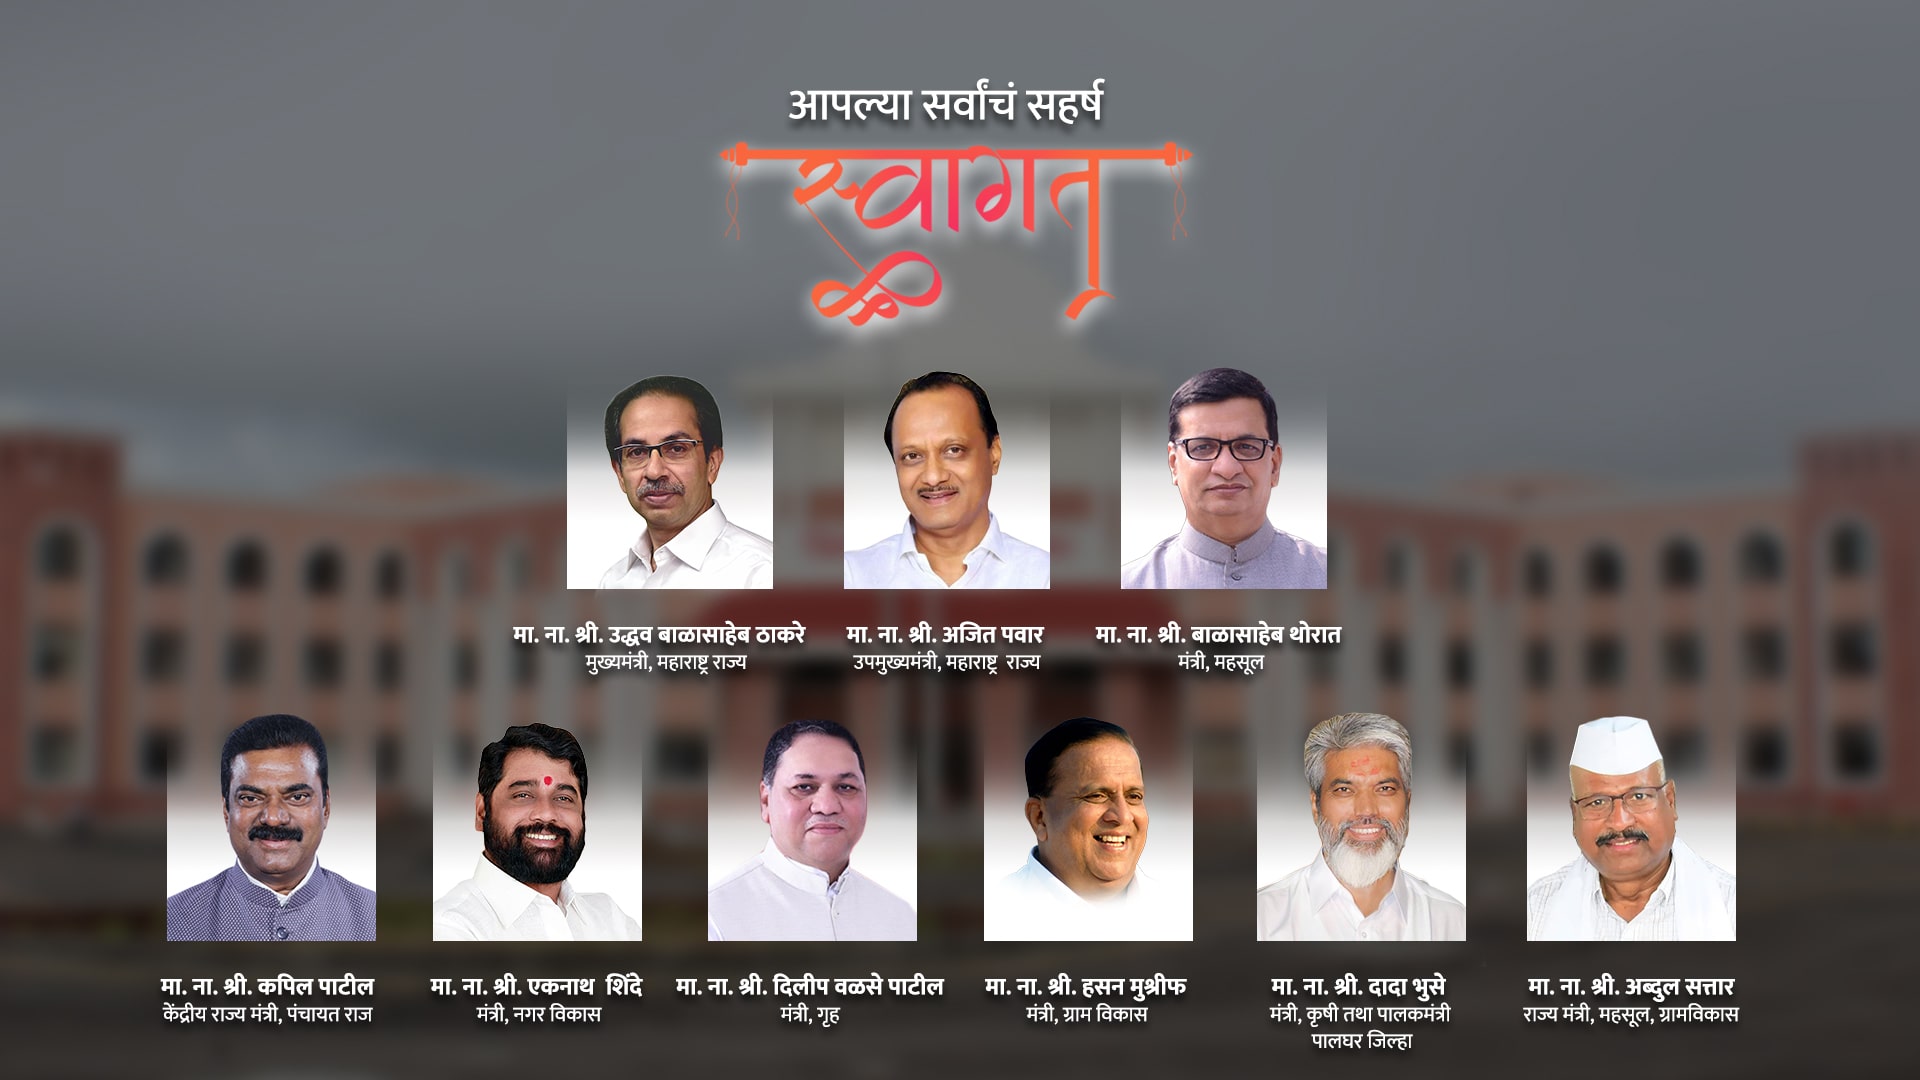 आपल्या सर्वांचं सहर्ष
स्वागत
मा. ना. श्री. उद्धव बाळासाहेब ठाकरे
मुख्यमंत्री, महाराष्ट्र राज्य
मा. ना. श्री. अजित पवार
उपमुख्यमंत्री, महाराष्ट्र राज्य
मा. ना. श्री. बाळासाहेब थोरात
मंत्री, महसूल
मा. ना. श्री. कपिल पाटील
केंद्रीय राज्य मंत्री, पंचायत राज
मा. ना. श्री. एकनाथ शिंदे
मंत्री, नगर विकास
मा. ना. श्री. दिलीप वळसे पाटील
मंत्री, गृह
मा. ना. श्री. हसन मुश्रीफ
मंत्री, ग्राम विकास
मा. ना. श्री. दादा भुसे
मंत्री, कृषी तथा पालकमंत्री
पालघर जिल्हा
मा. ना. श्री. अब्दुल सत्तार
राज्य मंत्री, महसूल, ग्रामविकास